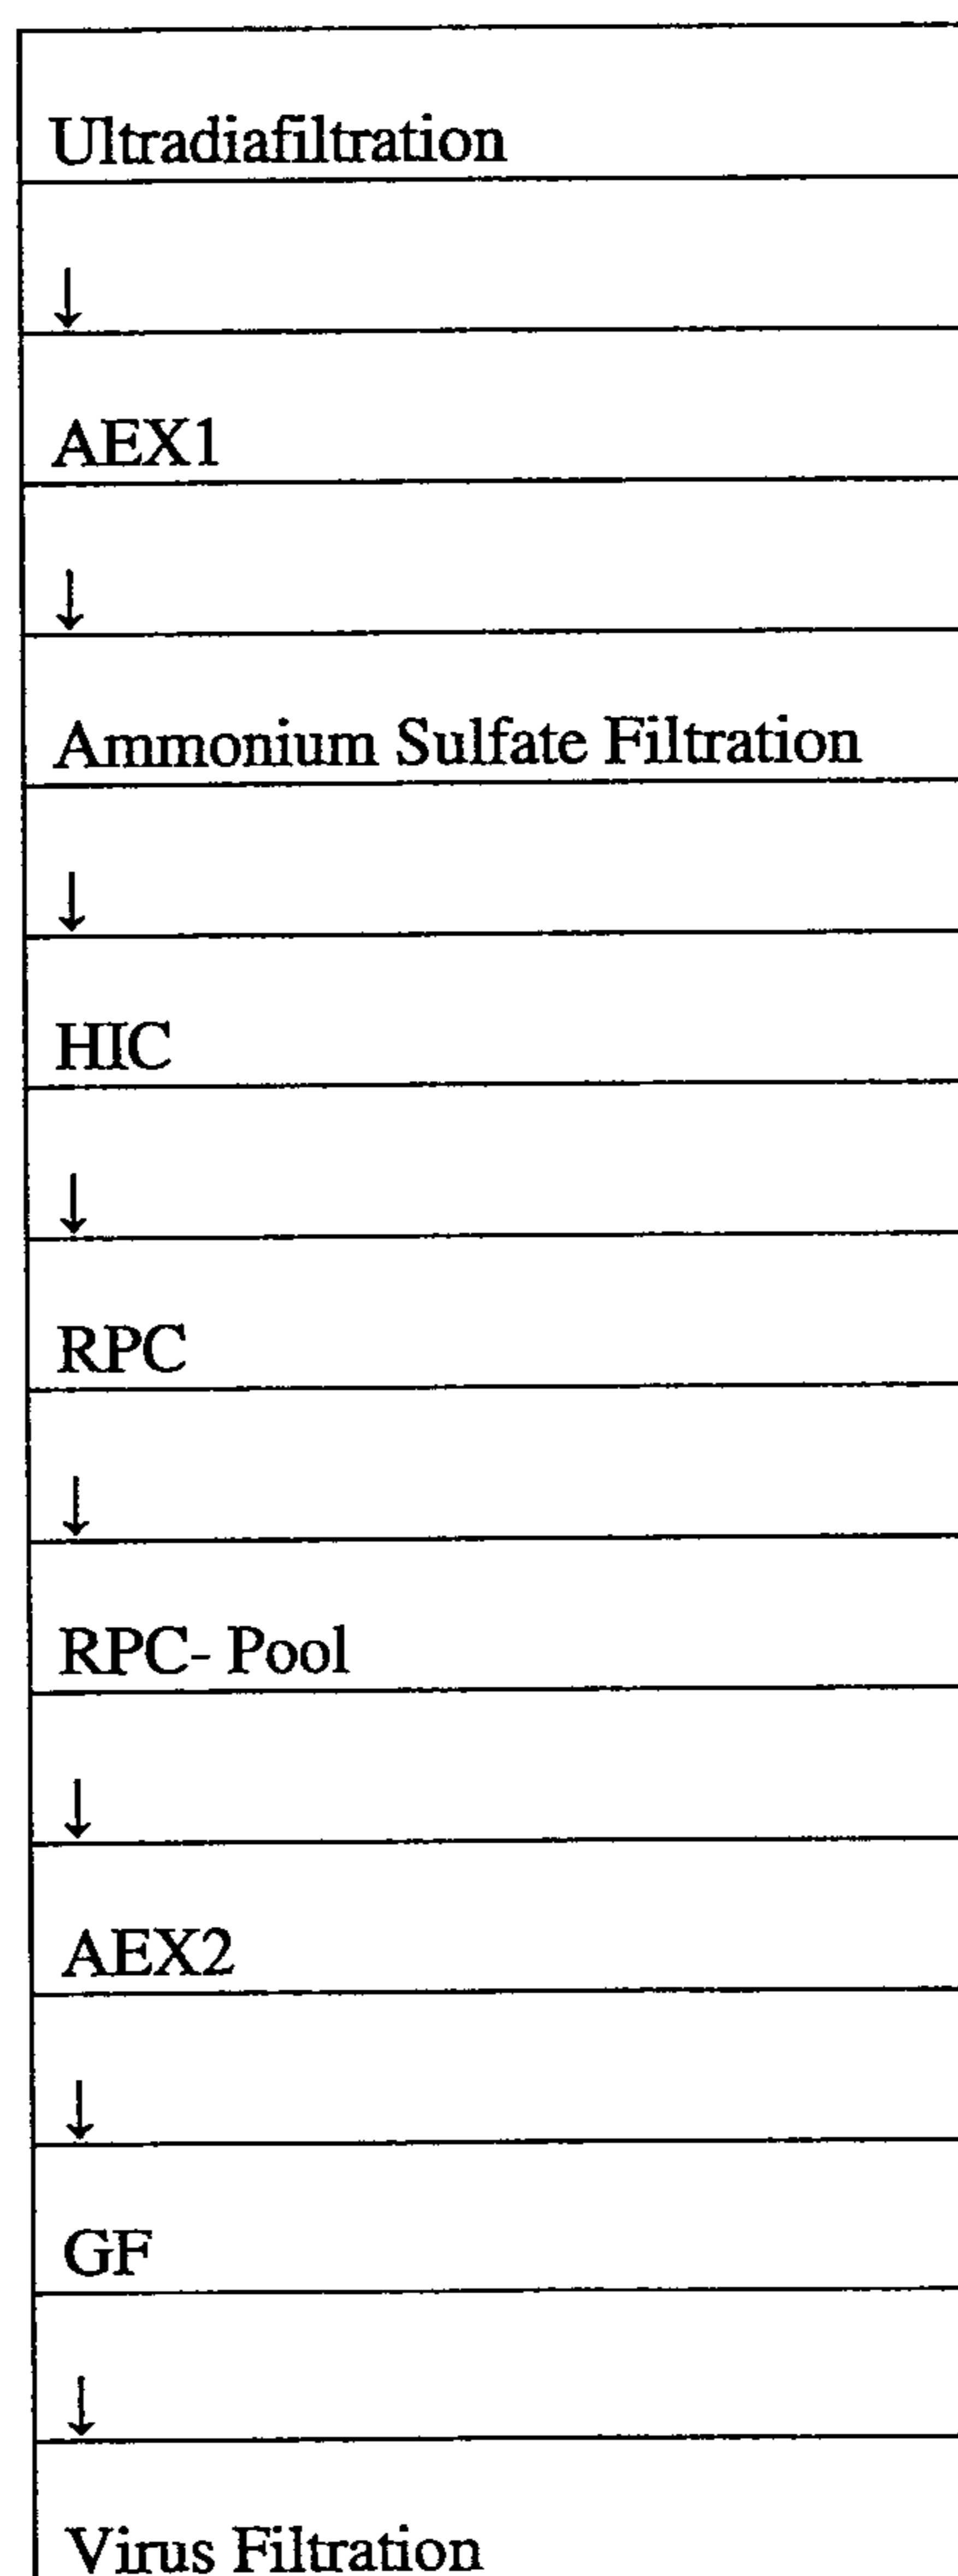 Ultradiafiltration
↓
AEX1
↓
Ammonium Sulfate Filtration
↓
HIC
↓
RPC
↓
RPC- Pool
↓
AEX2
↓
GF
↓
Virus Filtration